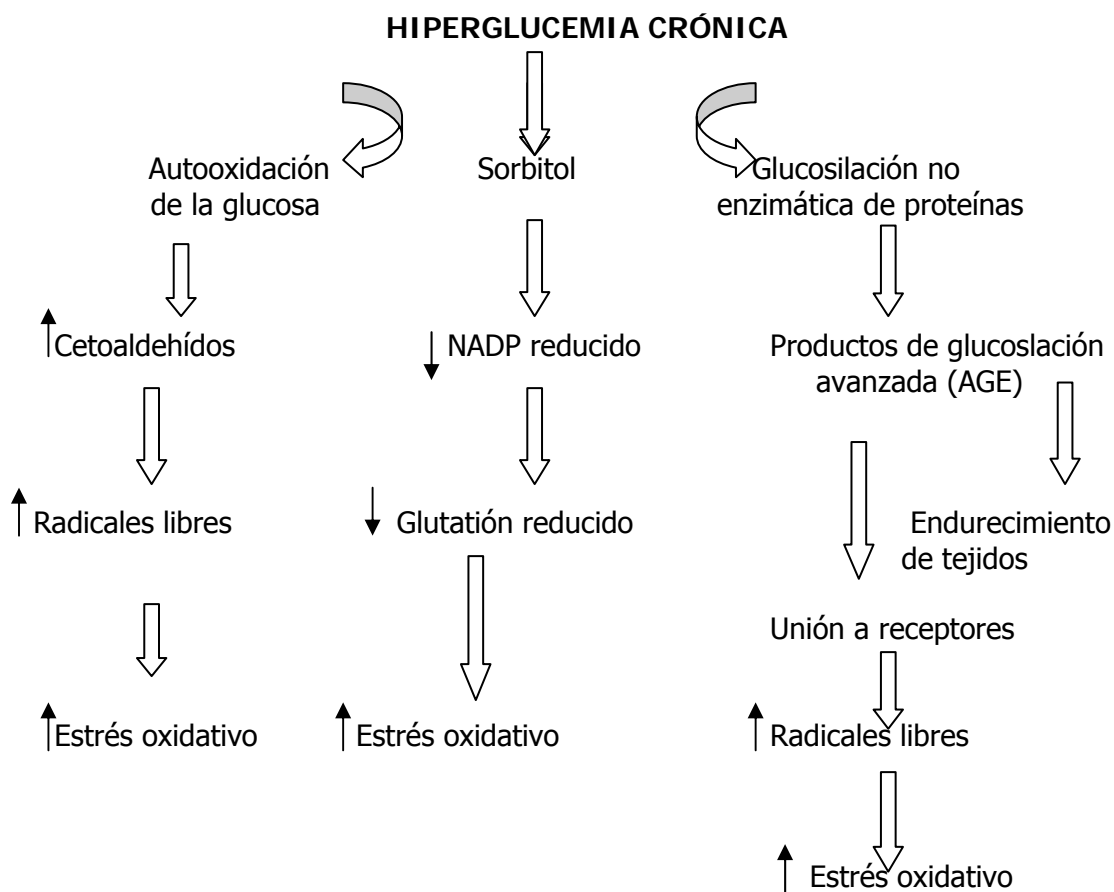 HIPERGLUCEMIA CRÓNICA
Autooxidación
de la glucosa
Sorbitol
Glucosilación no
enzimática de proteínas
Cetoaldehídos
NADP reducido
Productos de glucoslación
avanzada (AGE)
Radicales libres
Glutatión reducido
Endurecimiento
de tejidos
Unión a receptores
Estrés oxidativo
Estrés oxidativo
Radicales libres
Estrés oxidativo